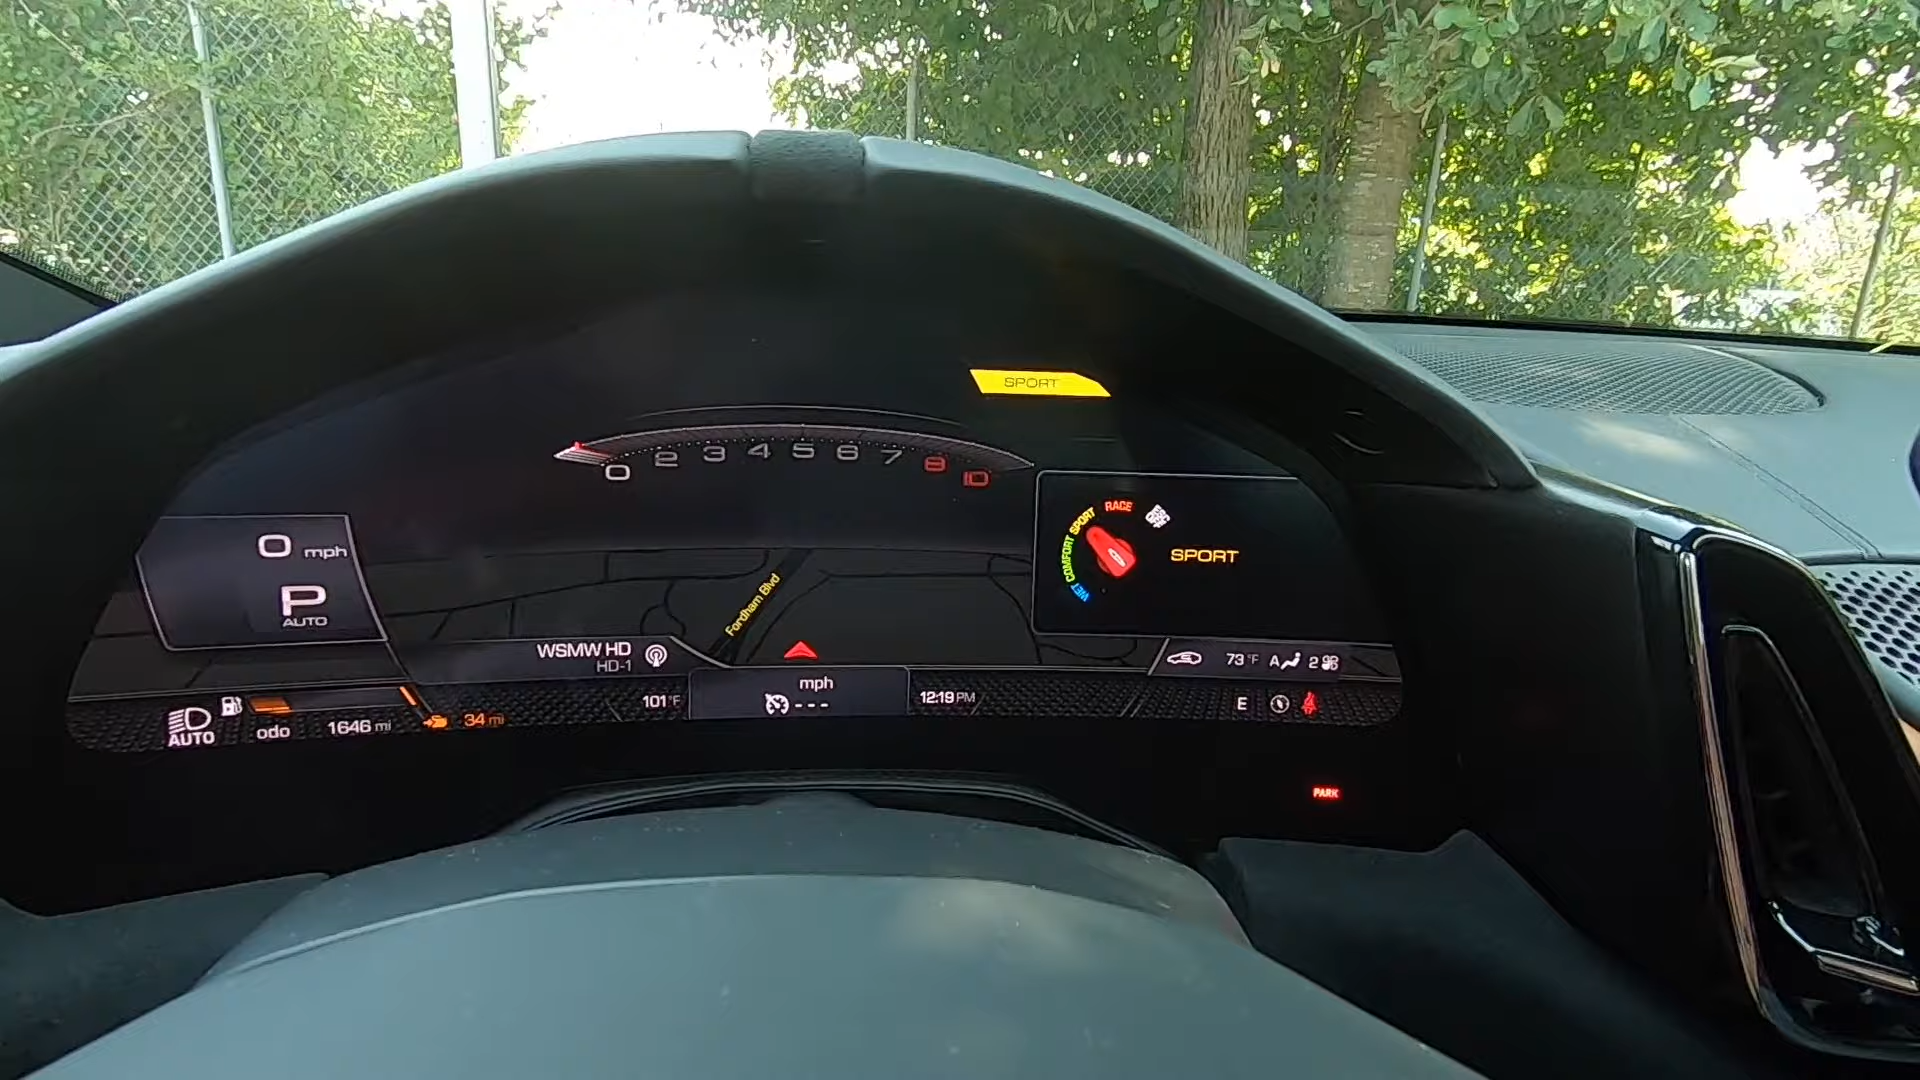 SPORT
0 2 3 4 5 6 7 8 10
RACE
SPORT
COMFORT
WET
ESC
OFF
SPORT
0 mph
P
AUTO
Fordham Blvd
WSMW HD
HD-1
73°F A 2
mph
101°F
---
12:19 PM
E
AUTO
odo 1646 mi 34 mi
PARK